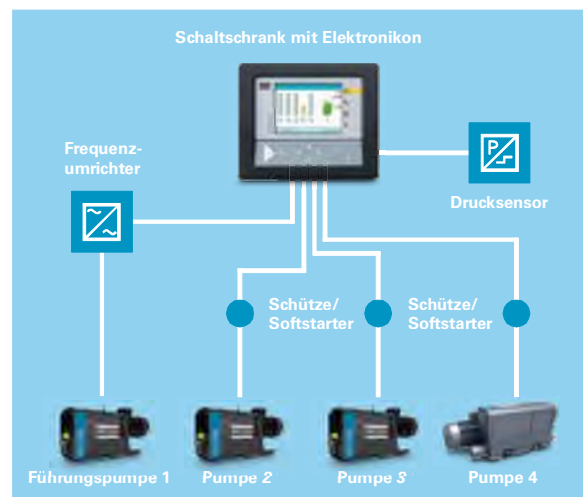 Schaltschrank mit Elektronikon
Frequenz-
umrichter
P
Drucksensor
Schütze/
Softstarter
Schütze/
Softstarter
Führungspumpe 1
Pumpe 2
Pumpe 3
Pumpe 4